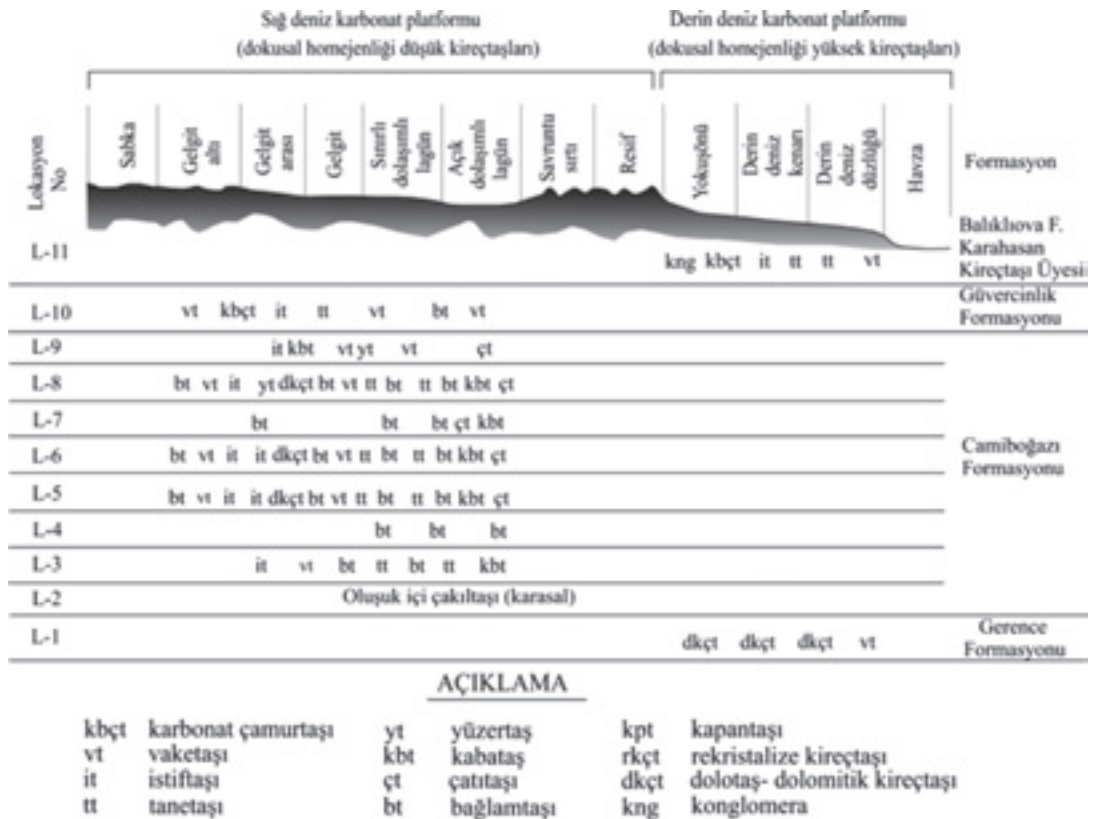 Sığ deniz karbonat platformu
(dokusal homejenliği düşük kireçtaşları)
Derin deniz karbonat platformu
(dokusal homejenliği yüksek kireçtaşları)
Lokasyon
No
Sabka
Gelgit
altı
Gelgit
arası
Gelgit
Sınırlı
dolaşımlı
lagün
Açık
dolaşımlı
lagün
Savruntu
sırtı
Resif
Yokuşönü
Derin
deniz
kenarı
Derin
deniz
düzlüğü
Havza
Formasyon
L-11 kng kbçt it tt tt vt
Balıklıova F.
Karahasan
Kireçtaşı Üyesii
L-10 vt kbçt it tt vt bt vt
Güvercinlik
Formasyonu
L-9 it kbt vt yt vt çt
L-8 bt vt it yt dkçt bt vt tt bt tt bt kbt çt
L-7 bt bt bt çt kbt
L-6 bt vt it it dkçt bt vt tt bt tt bt kbt çt
Camiboğazı
Formasyonu
L-5 bt vt it it dkçt bt vt tt bt tt bt kbt çt
L-4 bt bt bt
L-3 it vt bt tt bt tt kbt
L-2 Oluşuk içi çakıltaşı (karasal)
L-1 dkçt dkçt dkçt vt
Gerence
Formasyonu
AÇIKLAMA
kbçt karbonat çamurtaşı yt yüzertaş kpt kapantaşı
vt vaketaşı kbt kabataş rkçt rekristalize kireçtaşı
it istiftaşı çt çatıtaşı dkçt dolotaş- dolomitik kireçtaşı
tt tanetaşı bt bağlamtaşı kng konglomera